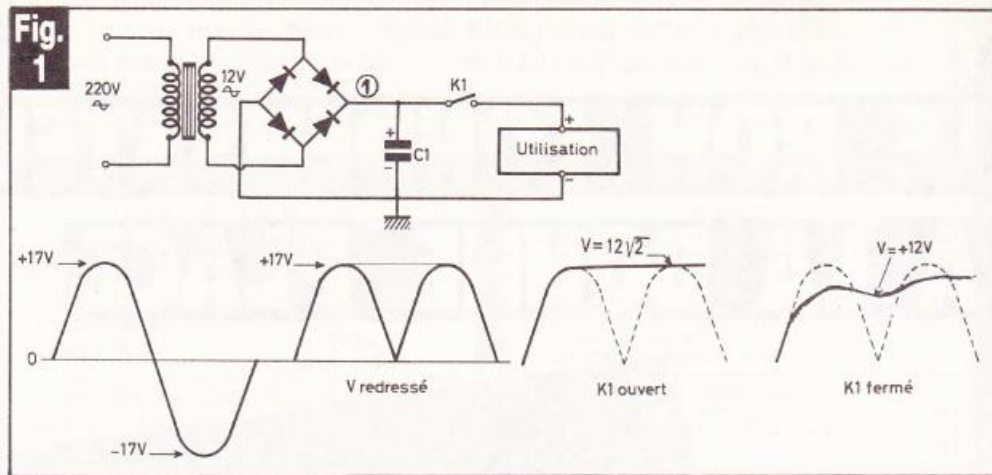 Fig.
1
220V
12V
1
K1
+
C1
-
+
Utilisation
-
+17V
0
-17V
+17V
V redressé
V=12√2
K1 ouvert
V=+12V
K1 fermé